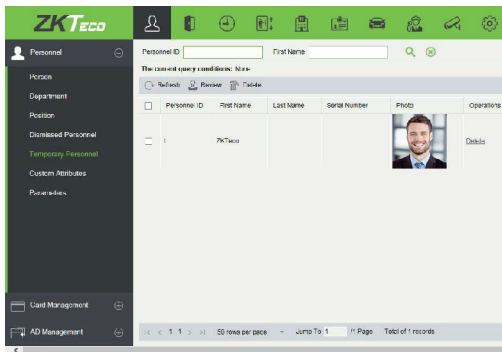 ZKTeco
Personnel
Person
Department
Position
Dismissed Personnel
Temporary Personnel
Custom Attributes
Parameters
Card Management
AD Management
Personnel ID
First Name
The current query conditions: None
Refresh Review Delete
Personnel ID First Name Last Name Serial Number Photo Operations
1 ZKTeco Delete
1 1 50 rows per page Jump To 1 /1 Page Total of 1 records